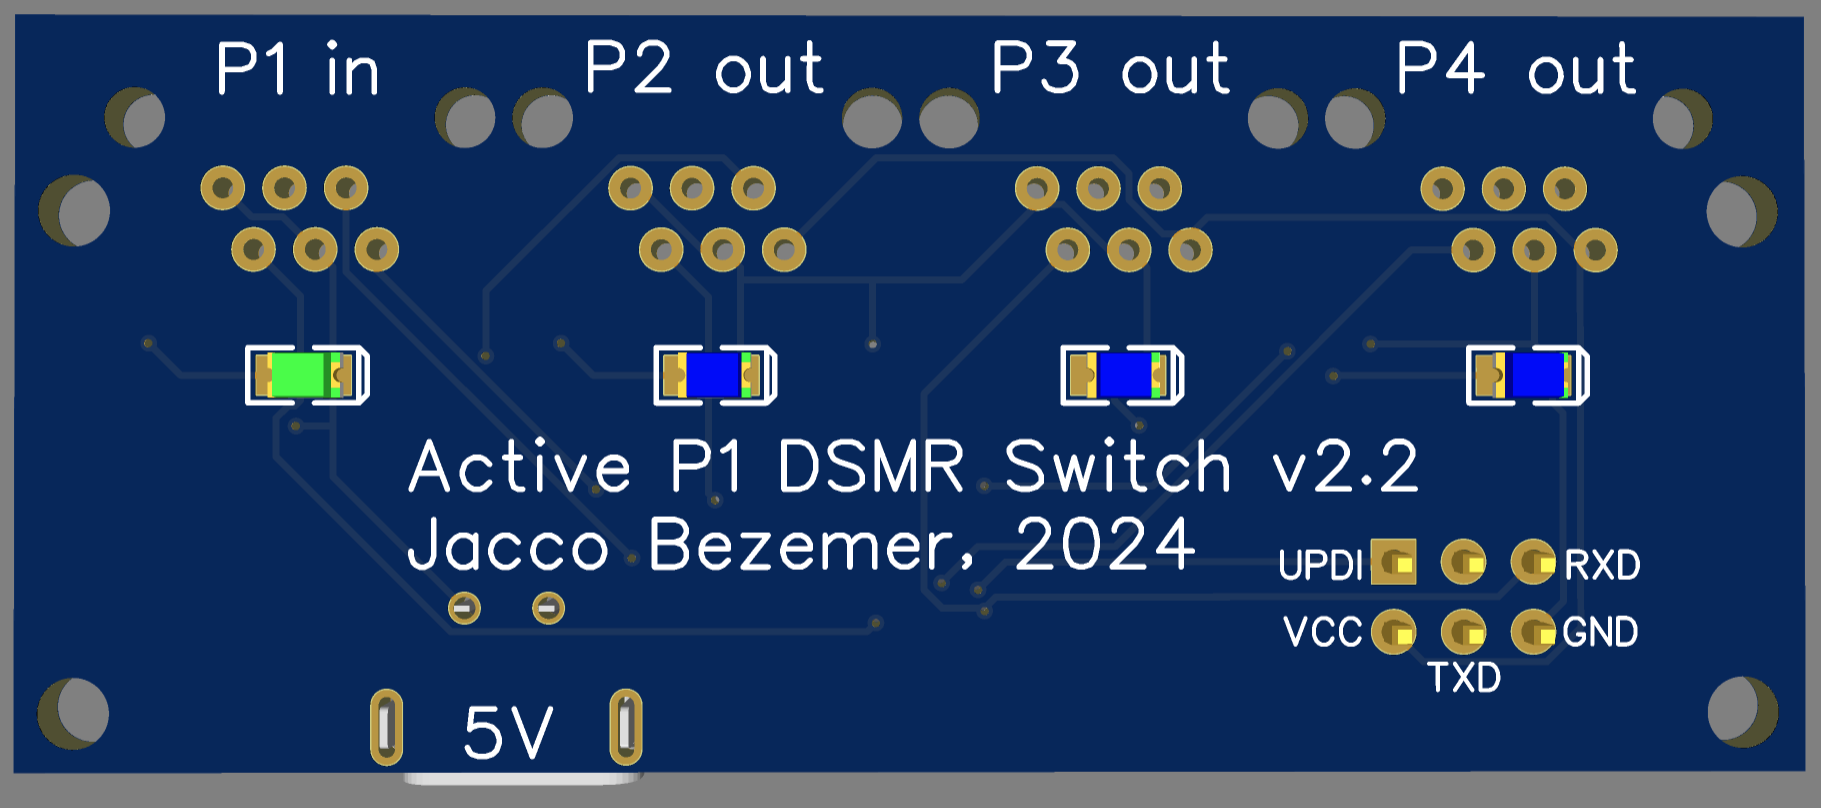 P1 in
P2 out
P3 out
P4 out
Active P1 DSMR Switch v2.2
Jacco Bezemer, 2024
UPDI
RXD
VCC
GND
TXD
5V